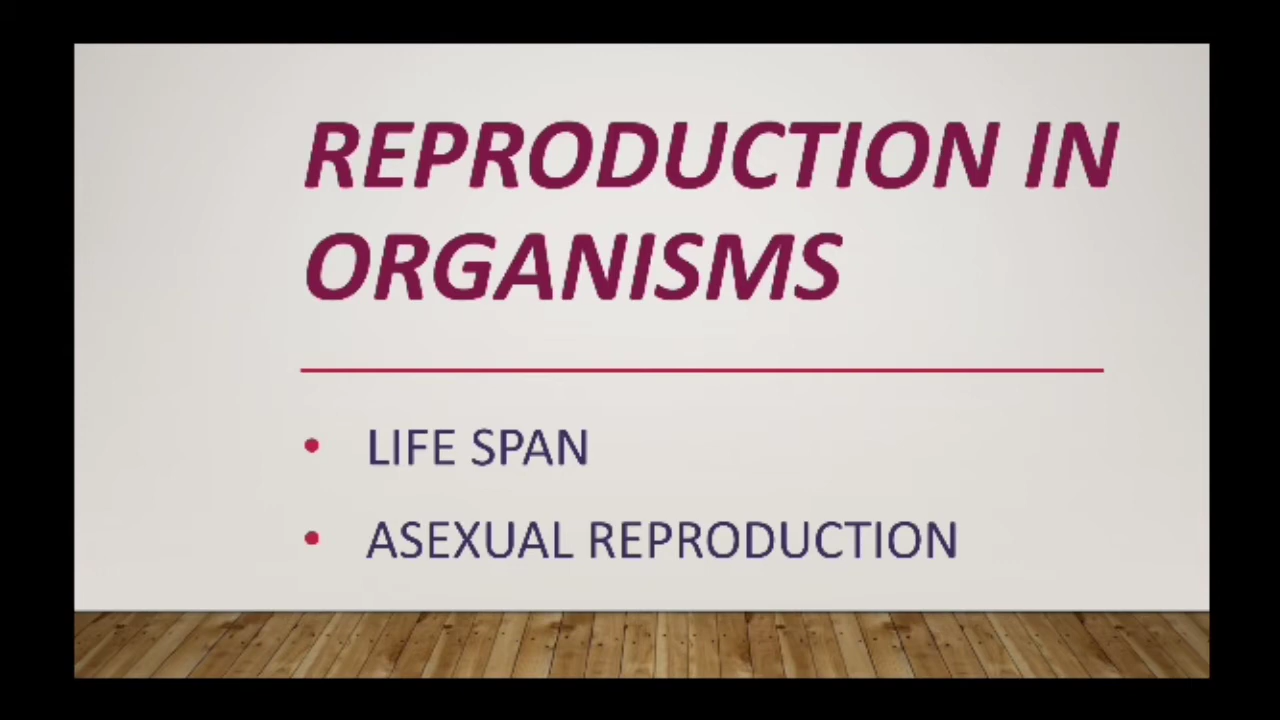 REPRODUCTION IN
ORGANISMS
• LIFE SPAN
• ASEXUAL REPRODUCTION